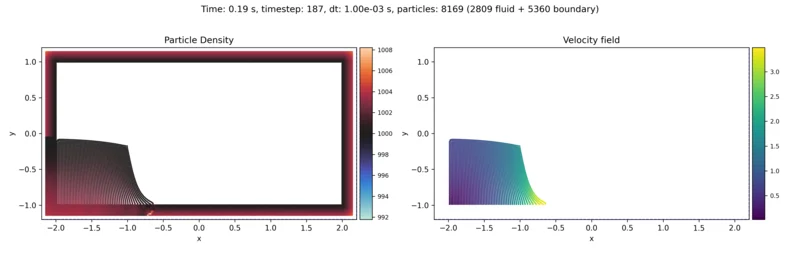 Time: 0.19 s, timestep: 187, dt: 1.00e-03 s, particles: 8169 (2809 fluid + 5360 boundary)
Particle Density
Velocity field
1.0
0.5
0.0
−0.5
−1.0
y
−2.0 −1.5 −1.0 −0.5 0.0 0.5 1.0 1.5 2.0
x
1008
1006
1004
1002
1000
998
996
994
992
1.0
0.5
0.0
−0.5
−1.0
y
−2.0 −1.5 −1.0 −0.5 0.0 0.5 1.0 1.5 2.0
x
3.0
2.5
2.0
1.5
1.0
0.5